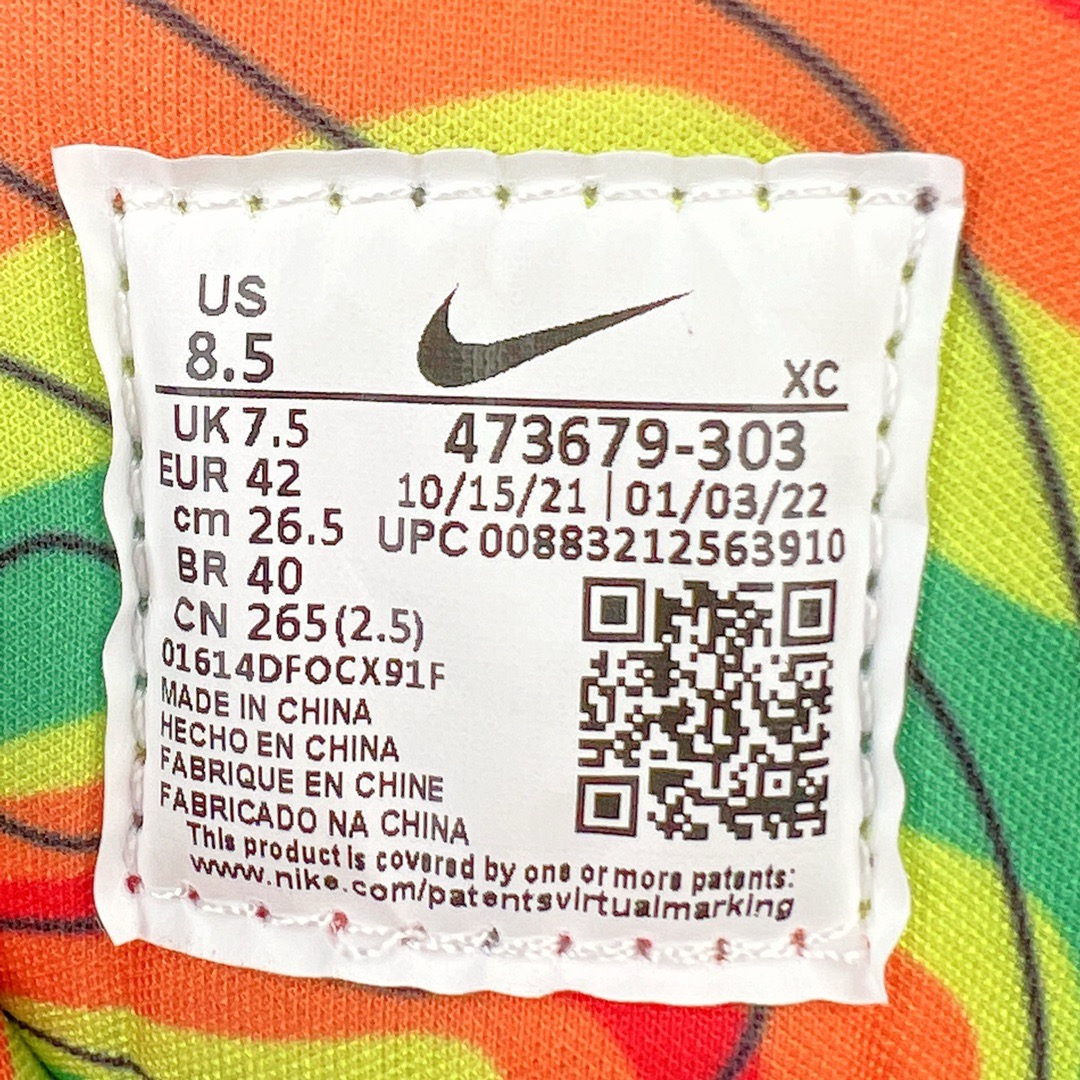 US
8.5
XC
UK 7.5
473679-303
EUR 42
10/15/21 | 01/03/22
cm 26.5
UPC 00883212563910
BR 40
CN 265(2.5)
01614DFOCX91F
MADE IN CHINA
HECHO EN CHINA
FABRIQUE EN CHINE
FABRICADO NA CHINA
This product is covered by one or more patents:
www.nike.com/patentsvirtualmarking